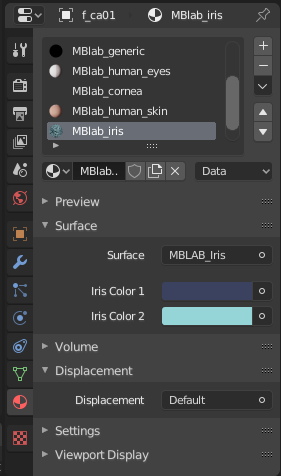 f_ca01 MBlab_iris
MBlab_generic
MBlab_human_eyes
MBlab_cornea
MBlab_human_skin
MBlab_iris
MBlab.. Data
Preview
Surface
Surface MBLAB_Iris
Iris Color 1
Iris Color 2
Volume
Displacement
Displacement Default
Settings
Viewport Display